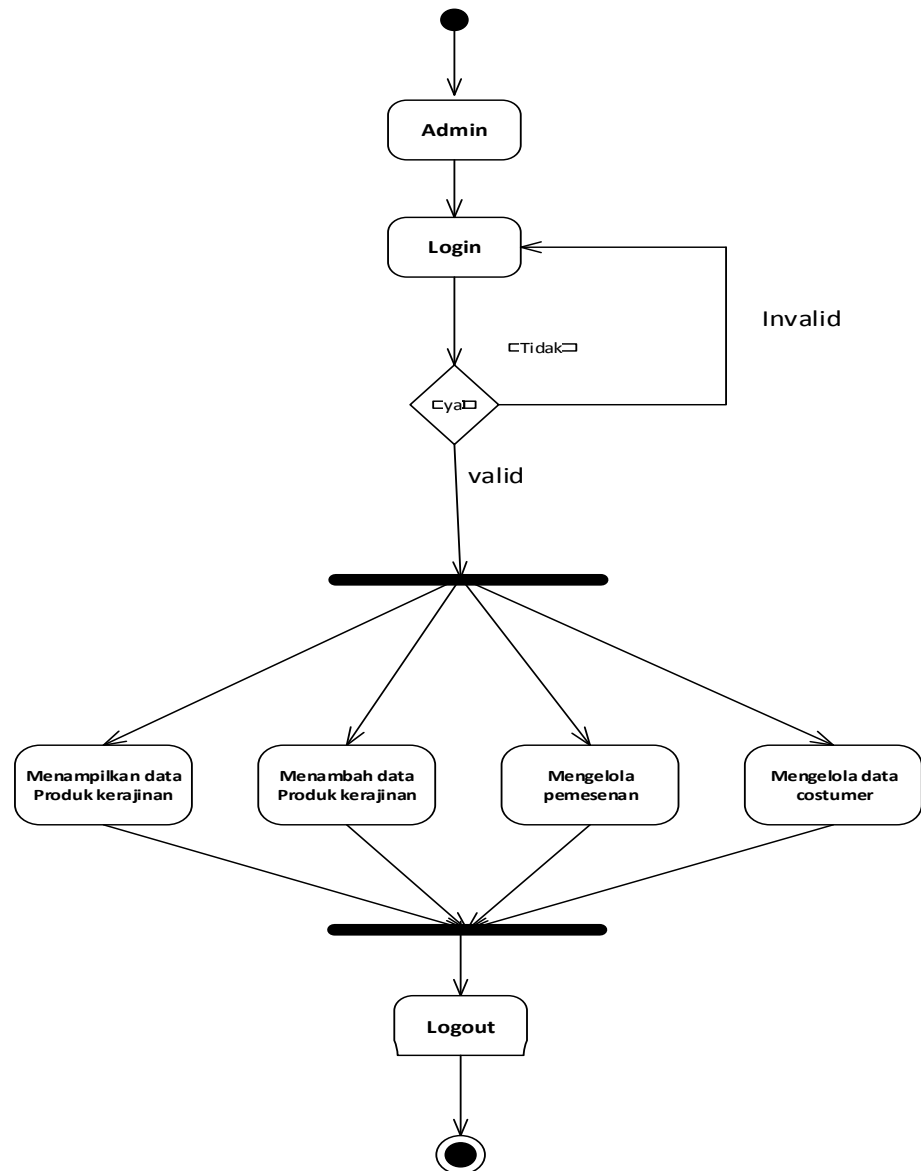 Admin
Login
Invalid
Tidak
ya
valid
Menampilkan data
Produk kerajinan
Menambah data
Produk kerajinan
Mengelola
pemesenan
Mengelola data
costumer
Logout